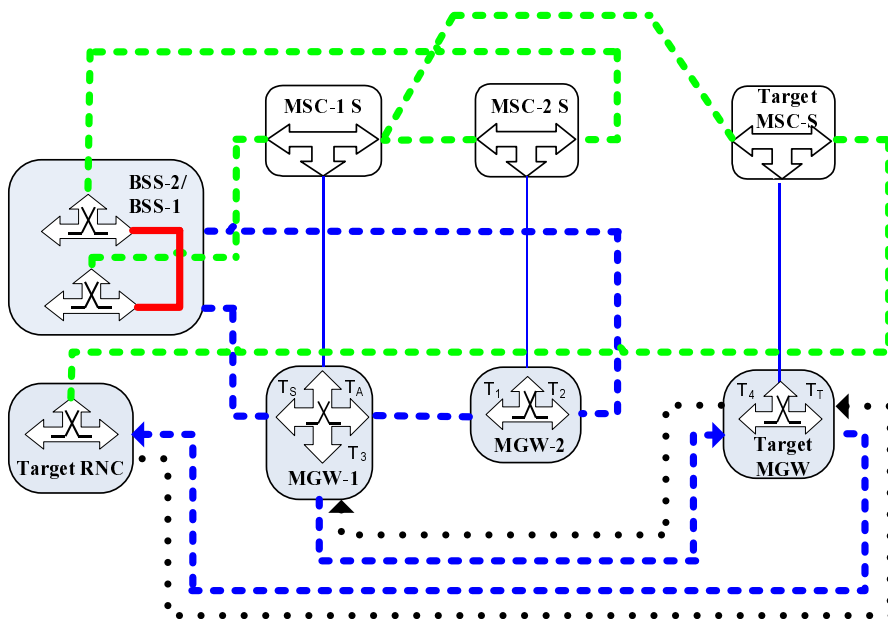 MSC-1 S
MSC-2 S
Target
MSC-S
BSS-2/
BSS-1
TS
TA
T3
MGW-1
T1
T2
MGW-2
T4
TT
Target
MGW
Target RNC